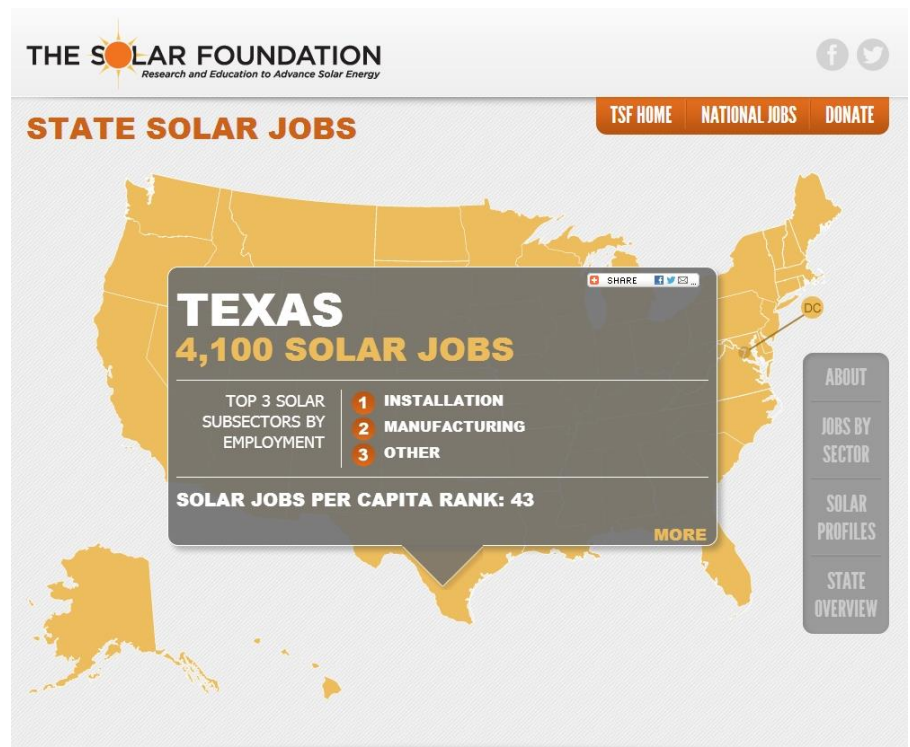 THE SOLAR FOUNDATION
Research and Education to Advance Solar Energy
TSF HOME NATIONAL JOBS DONATE
STATE SOLAR JOBS
DC
SHARE
TEXAS
4,100 SOLAR JOBS
TOP 3 SOLAR
SUBSECTORS BY
EMPLOYMENT
1 INSTALLATION
2 MANUFACTURING
3 OTHER
SOLAR JOBS PER CAPITA RANK: 43
MORE
ABOUT
JOBS BY
SECTOR
SOLAR
PROFILES
STATE
OVERVIEW